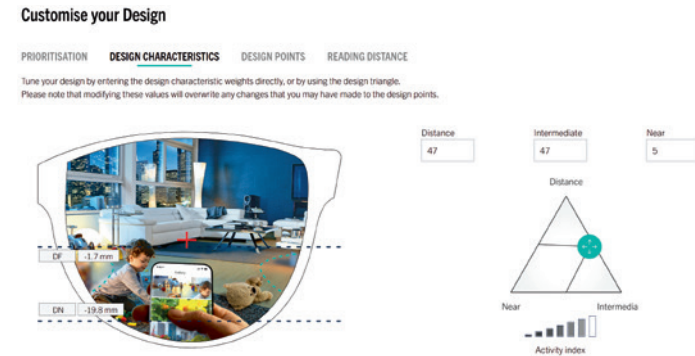 Customise your Design
PRIORITISATION DESIGN CHARACTERISTICS DESIGN POINTS READING DISTANCE
Tune your design by entering the design characteristic weights directly, or by using the design triangle.
Please note that modifying these values will overwrite any changes that you may have made to the design points.
Distance Intermediate Near
47 47 5
Distance
DF -1.7 mm
DN -19.8 mm
Near Intermedia
Activity index